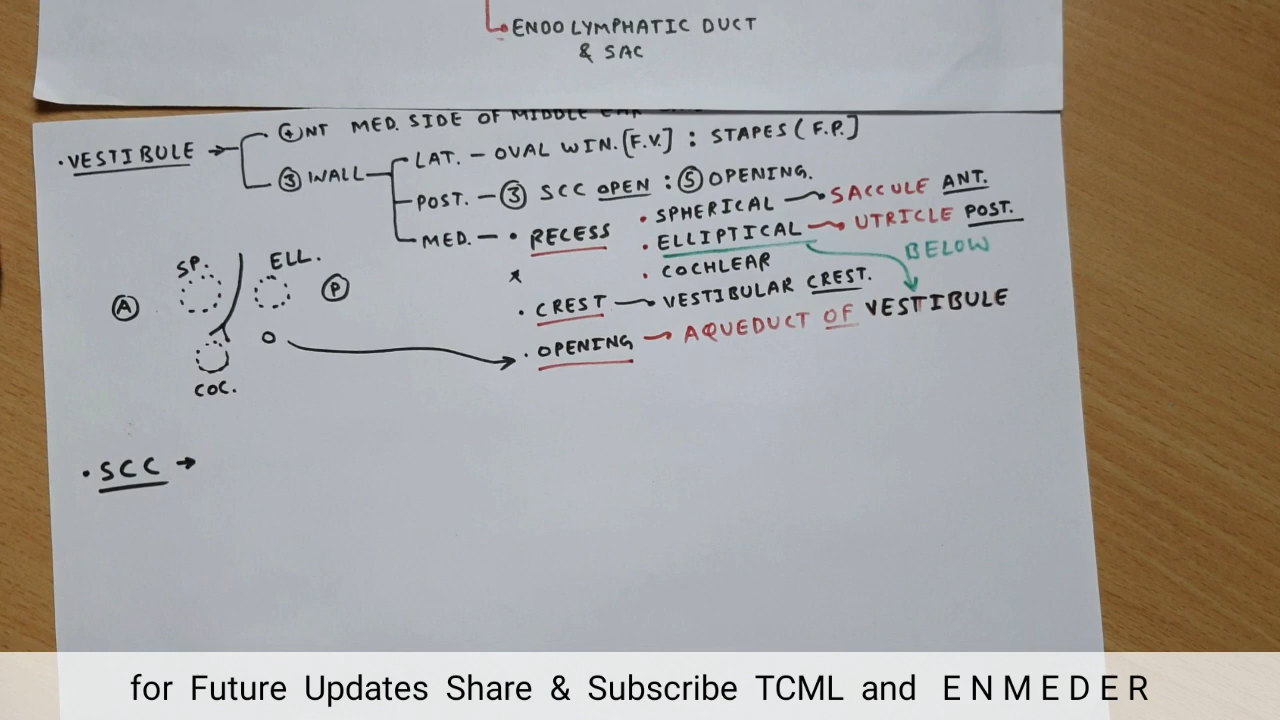 ENDOLYMPHATIC DUCT
& SAC
④NT MED. SIDE OF MIDDLE EAR
• VESTIBULE →
③ WALL
LAT. – OVAL WIN. [F.V.] : STAPES (F.P.]
POST. – ③ SCC OPEN : ⑤ OPENING.
MED. – • RECESS
• SPHERICAL → SACCULE ANT.
• ELLIPTICAL → UTRICLE POST.
BELOW
• COCHLEAR
• CREST → VESTIBULAR CREST.
• OPENING → AQUEDUCT OF VESTIBULE
SP. ELL.
Ⓐ Ⓟ
COC.
• SCC →
for Future Updates Share & Subscribe TCML and E N M E D E R